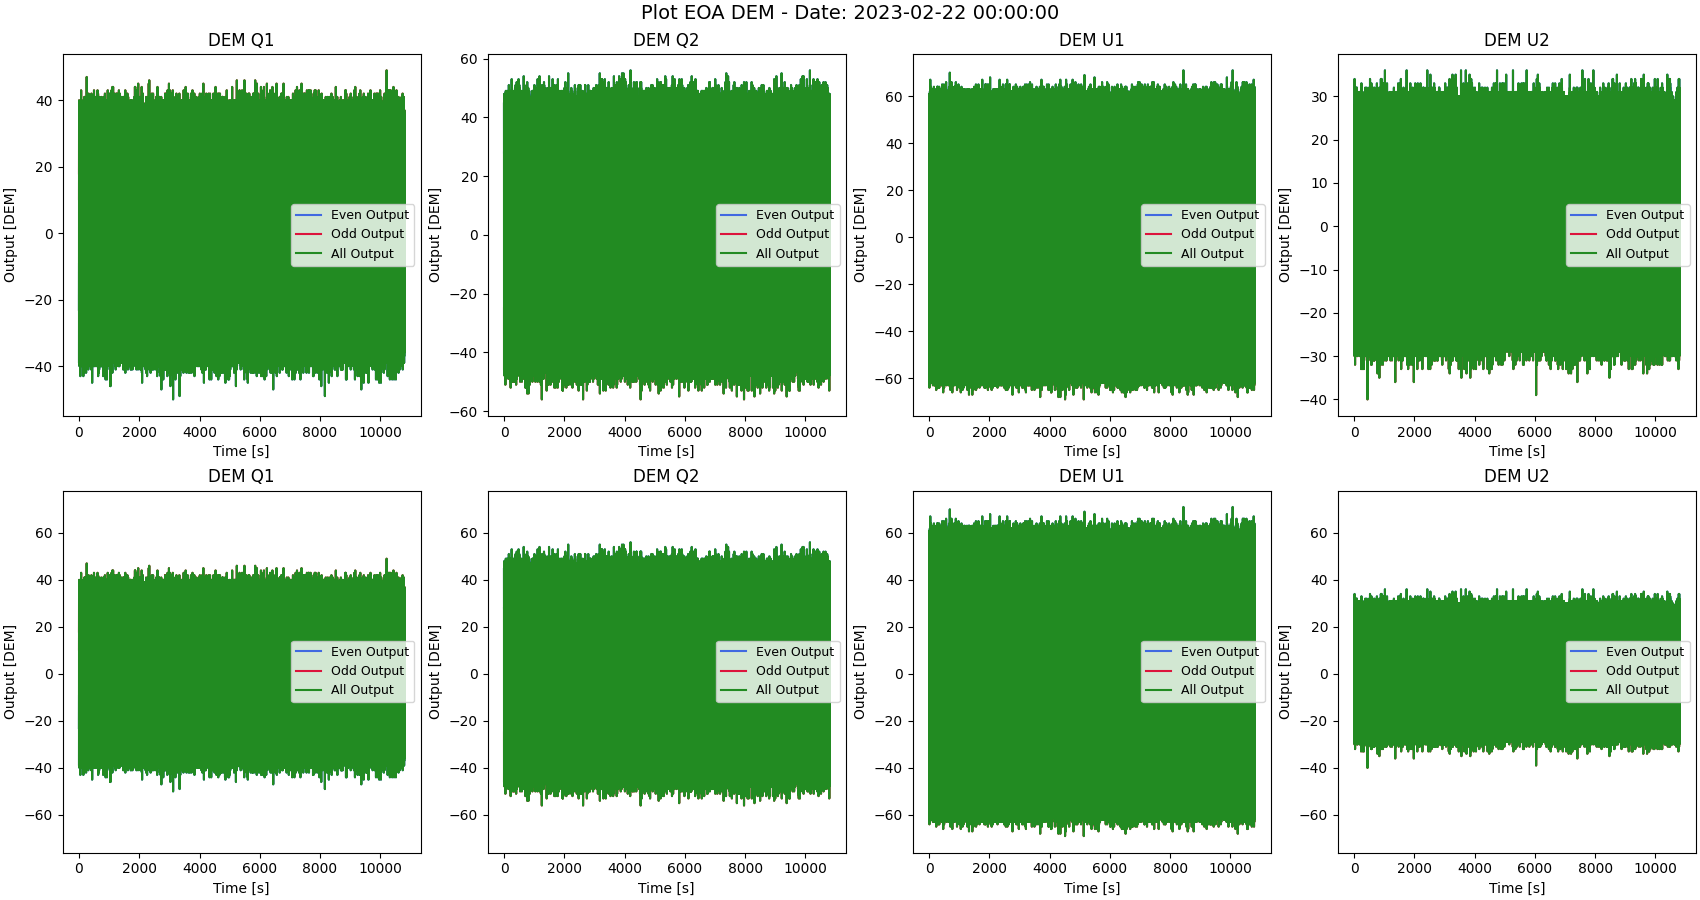 Plot EOA DEM - Date: 2023-02-22 00:00:00
DEM Q1
40
20
0
−20
−40
Output [DEM]
0 2000 4000 6000 8000 10000
Time [s]
Even Output
Odd Output
All Output
DEM Q2
60
40
20
0
−20
−40
−60
Output [DEM]
0 2000 4000 6000 8000 10000
Time [s]
Even Output
Odd Output
All Output
DEM U1
60
40
20
0
−20
−40
−60
Output [DEM]
0 2000 4000 6000 8000 10000
Time [s]
Even Output
Odd Output
All Output
DEM U2
30
20
10
0
−10
−20
−30
−40
Output [DEM]
0 2000 4000 6000 8000 10000
Time [s]
Even Output
Odd Output
All Output
DEM Q1
60
40
20
0
−20
−40
−60
Output [DEM]
0 2000 4000 6000 8000 10000
Time [s]
Even Output
Odd Output
All Output
DEM Q2
60
40
20
0
−20
−40
−60
Output [DEM]
0 2000 4000 6000 8000 10000
Time [s]
Even Output
Odd Output
All Output
DEM U1
60
40
20
0
−20
−40
−60
Output [DEM]
0 2000 4000 6000 8000 10000
Time [s]
Even Output
Odd Output
All Output
DEM U2
60
40
20
0
−20
−40
−60
Output [DEM]
0 2000 4000 6000 8000 10000
Time [s]
Even Output
Odd Output
All Output